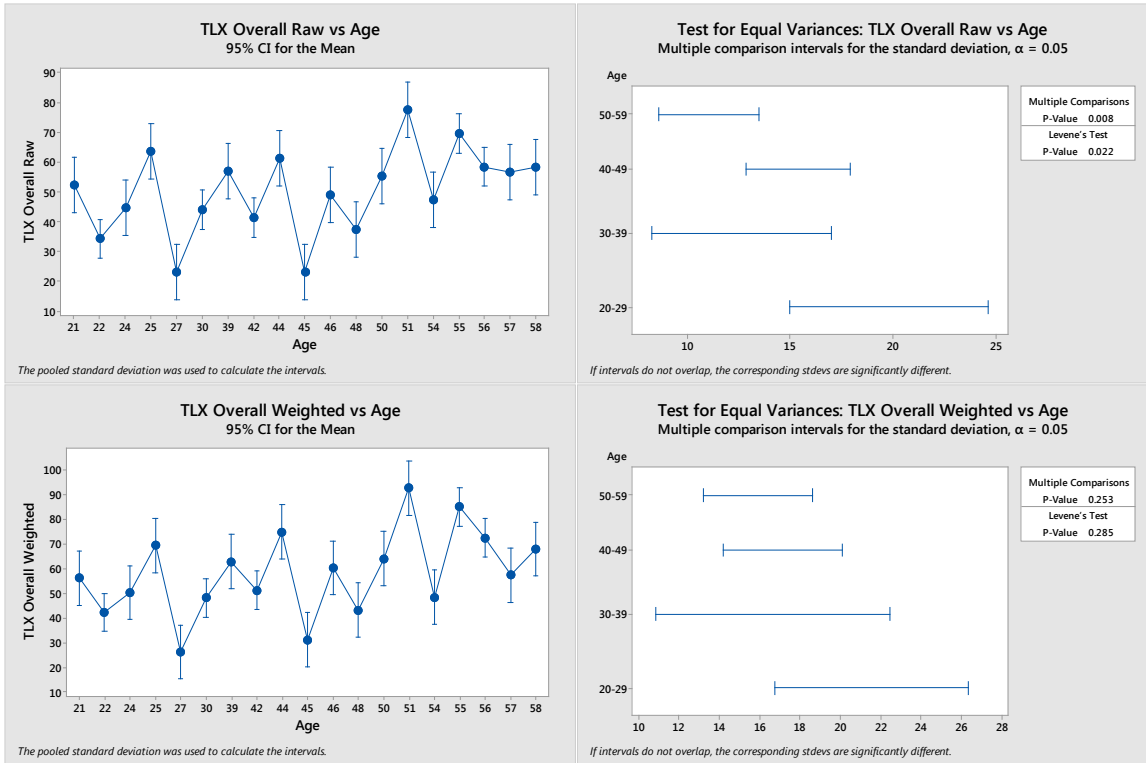 TLX Overall Raw vs Age
95% CI for the Mean
TLX Overall Raw
90
80
70
60
50
40
30
20
10
21 22 24 25 27 30 39 42 44 45 46 48 50 51 54 55 56 57 58
Age
The pooled standard deviation was used to calculate the intervals.
Test for Equal Variances: TLX Overall Raw vs Age
Multiple comparison intervals for the standard deviation, α = 0.05
Age
50-59
40-49
30-39
20-29
10 15 20 25
Multiple Comparisons
P-Value 0.008
Levene's Test
P-Value 0.022
If intervals do not overlap, the corresponding stdevs are significantly different.
TLX Overall Weighted vs Age
95% CI for the Mean
TLX Overall Weighted
100
90
80
70
60
50
40
30
20
10
21 22 24 25 27 30 39 42 44 45 46 48 50 51 54 55 56 57 58
Age
The pooled standard deviation was used to calculate the intervals.
Test for Equal Variances: TLX Overall Weighted vs Age
Multiple comparison intervals for the standard deviation, α = 0.05
Age
50-59
40-49
30-39
20-29
10 12 14 16 18 20 22 24 26 28
Multiple Comparisons
P-Value 0.253
Levene's Test
P-Value 0.285
If intervals do not overlap, the corresponding stdevs are significantly different.